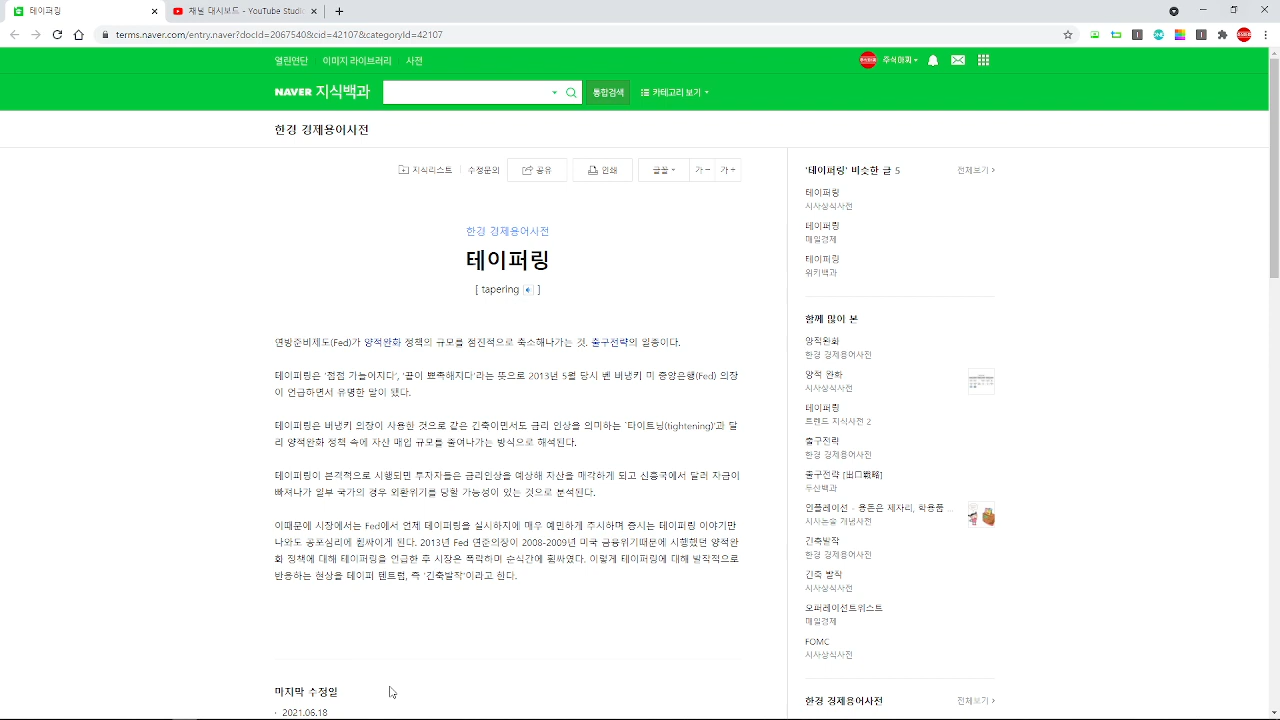 테이퍼링
채널 대시보드 - YouTube Studio
terms.naver.com/entry.naver?docId=2067540&cid=42107&categoryId=42107
열린연단 이미지 라이브러리 사전
주식아찌
NAVER 지식백과 통합검색 카테고리 보기
한경 경제용어사전
지식리스트 수정문의 공유 인쇄 글꼴 가- 가+
한경 경제용어사전
테이퍼링
[ tapering ]
연방준비제도(Fed)가 양적완화 정책의 규모를 점진적으로 축소해나가는 것. 출구전략의 일종이다.
테이퍼링은 '점점 가늘어지다', '끝이 뾰족해지다'라는 뜻으로 2013년 5월 당시 벤 버냉키 미 중앙은행(Fed) 의장
이 언급하면서 유명한 말이 됐다.
테이퍼링은 버냉키 의장이 사용한 것으로 같은 긴축이면서도 금리 인상을 의미하는 '타이트닝(tightening)'과 달
리 양적완화 정책 속에 자산 매입 규모를 줄여나가는 방식으로 해석된다.
테이퍼링이 본격적으로 시행되면 투자자들은 금리인상을 예상해 자산을 매각하게 되고 신흥국에서 달러 자금이
빠져나가 일부 국가의 경우 외환위기를 당할 가능성이 있는 것으로 분석된다.
이때문에 시장에서는 Fed에서 언제 테이퍼링을 실시하지에 매우 예민하게 주시하며 증시는 테이퍼링 이야기만
나와도 공포심리에 휩싸이게 된다. 2013년 Fed 연준의장이 2008-2009년 미국 금융위기때문에 시행했던 양적완
화 정책에 대해 테이퍼링을 언급한 후 시장은 폭락하며 순식간에 휩싸였다. 이렇게 테이퍼링에 대해 발작적으로
반응하는 현상을 테이퍼 텐트럼, 즉 '긴축발작'이라고 한다.
마지막 수정일
· 2021.06.18
'테이퍼링' 비슷한 글 5 전체보기 >
테이퍼링
시사상식사전
테이퍼링
매일경제
테이퍼링
위키백과
함께 많이 본
양적완화
한경 경제용어사전
양적 완화
시사상식사전
테이퍼링
트렌드 지식사전 2
출구전략
한경 경제용어사전
출구전략 [出口戰略]
두산백과
인플레이션 - 용돈은 제자리, 학용품 ...
시사논술 개념사전
긴축발작
한경 경제용어사전
긴축 발작
시사상식사전
오퍼레이션트위스트
매일경제
FOMC
시사상식사전
한경 경제용어사전 전체보기 >